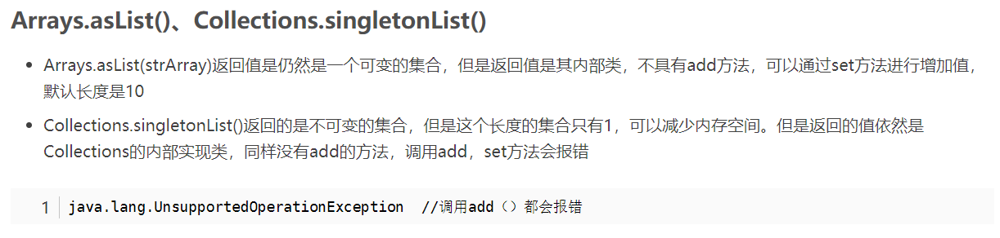 Arrays.asList()、Collections.singletonList()
Arrays.asList(strArray)返回值是仍然是一个可变的集合，但是返回值是其内部类，不具有add方法，可以通过set方法进行增加值，
默认长度是10
Collections.singletonList()返回的是不可变的集合，但是这个长度的集合只有1，可以减少内存空间。但是返回的值依然是
Collections的内部实现类，同样没有add的方法，调用add，set方法会报错
1 java.lang.UnsupportedOperationException //调用add（）都会报错